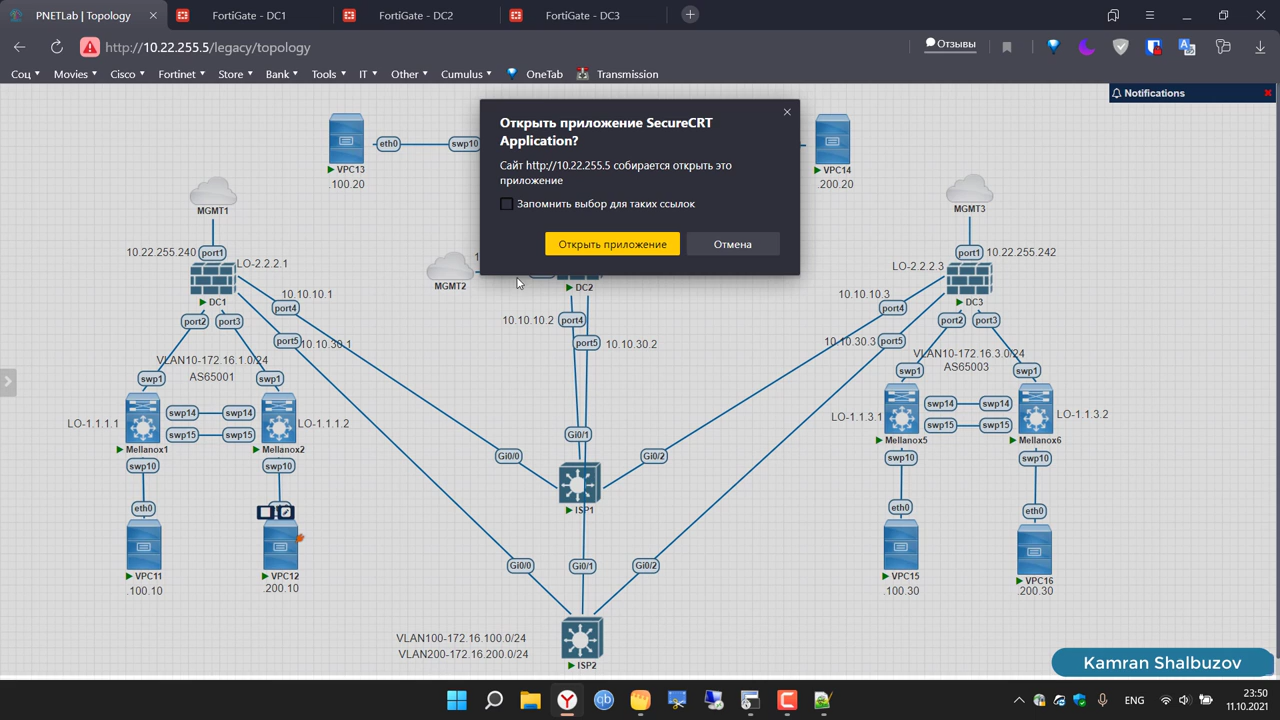 PNETLab | Topology
FortiGate - DC1
FortiGate - DC2
FortiGate - DC3
http://10.22.255.5/legacy/topology
Отзывы
Соц
Movies
Cisco
Fortinet
Store
Bank
Tools
IT
Other
Cumulus
OneTab
Transmission
Notifications
Открыть приложение SecureCRT
Application?
Сайт http://10.22.255.5 собирается открыть это
приложение
Запомнить выбор для таких ссылок
Открыть приложение
Отмена
eth0
swp10
VPC13
.100.20
VPC14
.200.20
MGMT1
MGMT3
10.22.255.240
port1
LO-2.2.2.1
DC1
MGMT2
DC2
port1
10.22.255.242
LO-2.2.2.3
DC3
10.10.10.1
port4
port2
port3
port5
10.10.30.1
10.10.10.2
port4
port5
10.10.30.2
10.10.10.3
port4
port2
port3
10.10.30.3
port5
VLAN10-172.16.1.0/24
AS65001
VLAN10-172.16.3.0/24
AS65003
swp1
swp1
swp1
swp1
LO-1.1.1.1
swp14
swp14
swp15
swp15
LO-1.1.1.2
Mellanox1
Mellanox2
LO-1.1.3.1
swp14
swp14
swp15
swp15
LO-1.1.3.2
Mellanox5
Mellanox6
swp10
swp10
swp10
swp10
Gi0/1
Gi0/0
Gi0/2
ISP1
eth0
eth0
eth0
VPC11
.100.10
VPC12
.200.10
VPC15
.100.30
VPC16
.200.30
Gi0/0
Gi0/1
Gi0/2
ISP2
VLAN100-172.16.100.0/24
VLAN200-172.16.200.0/24
Kamran Shalbuzov
ENG
23:50
11.10.2021